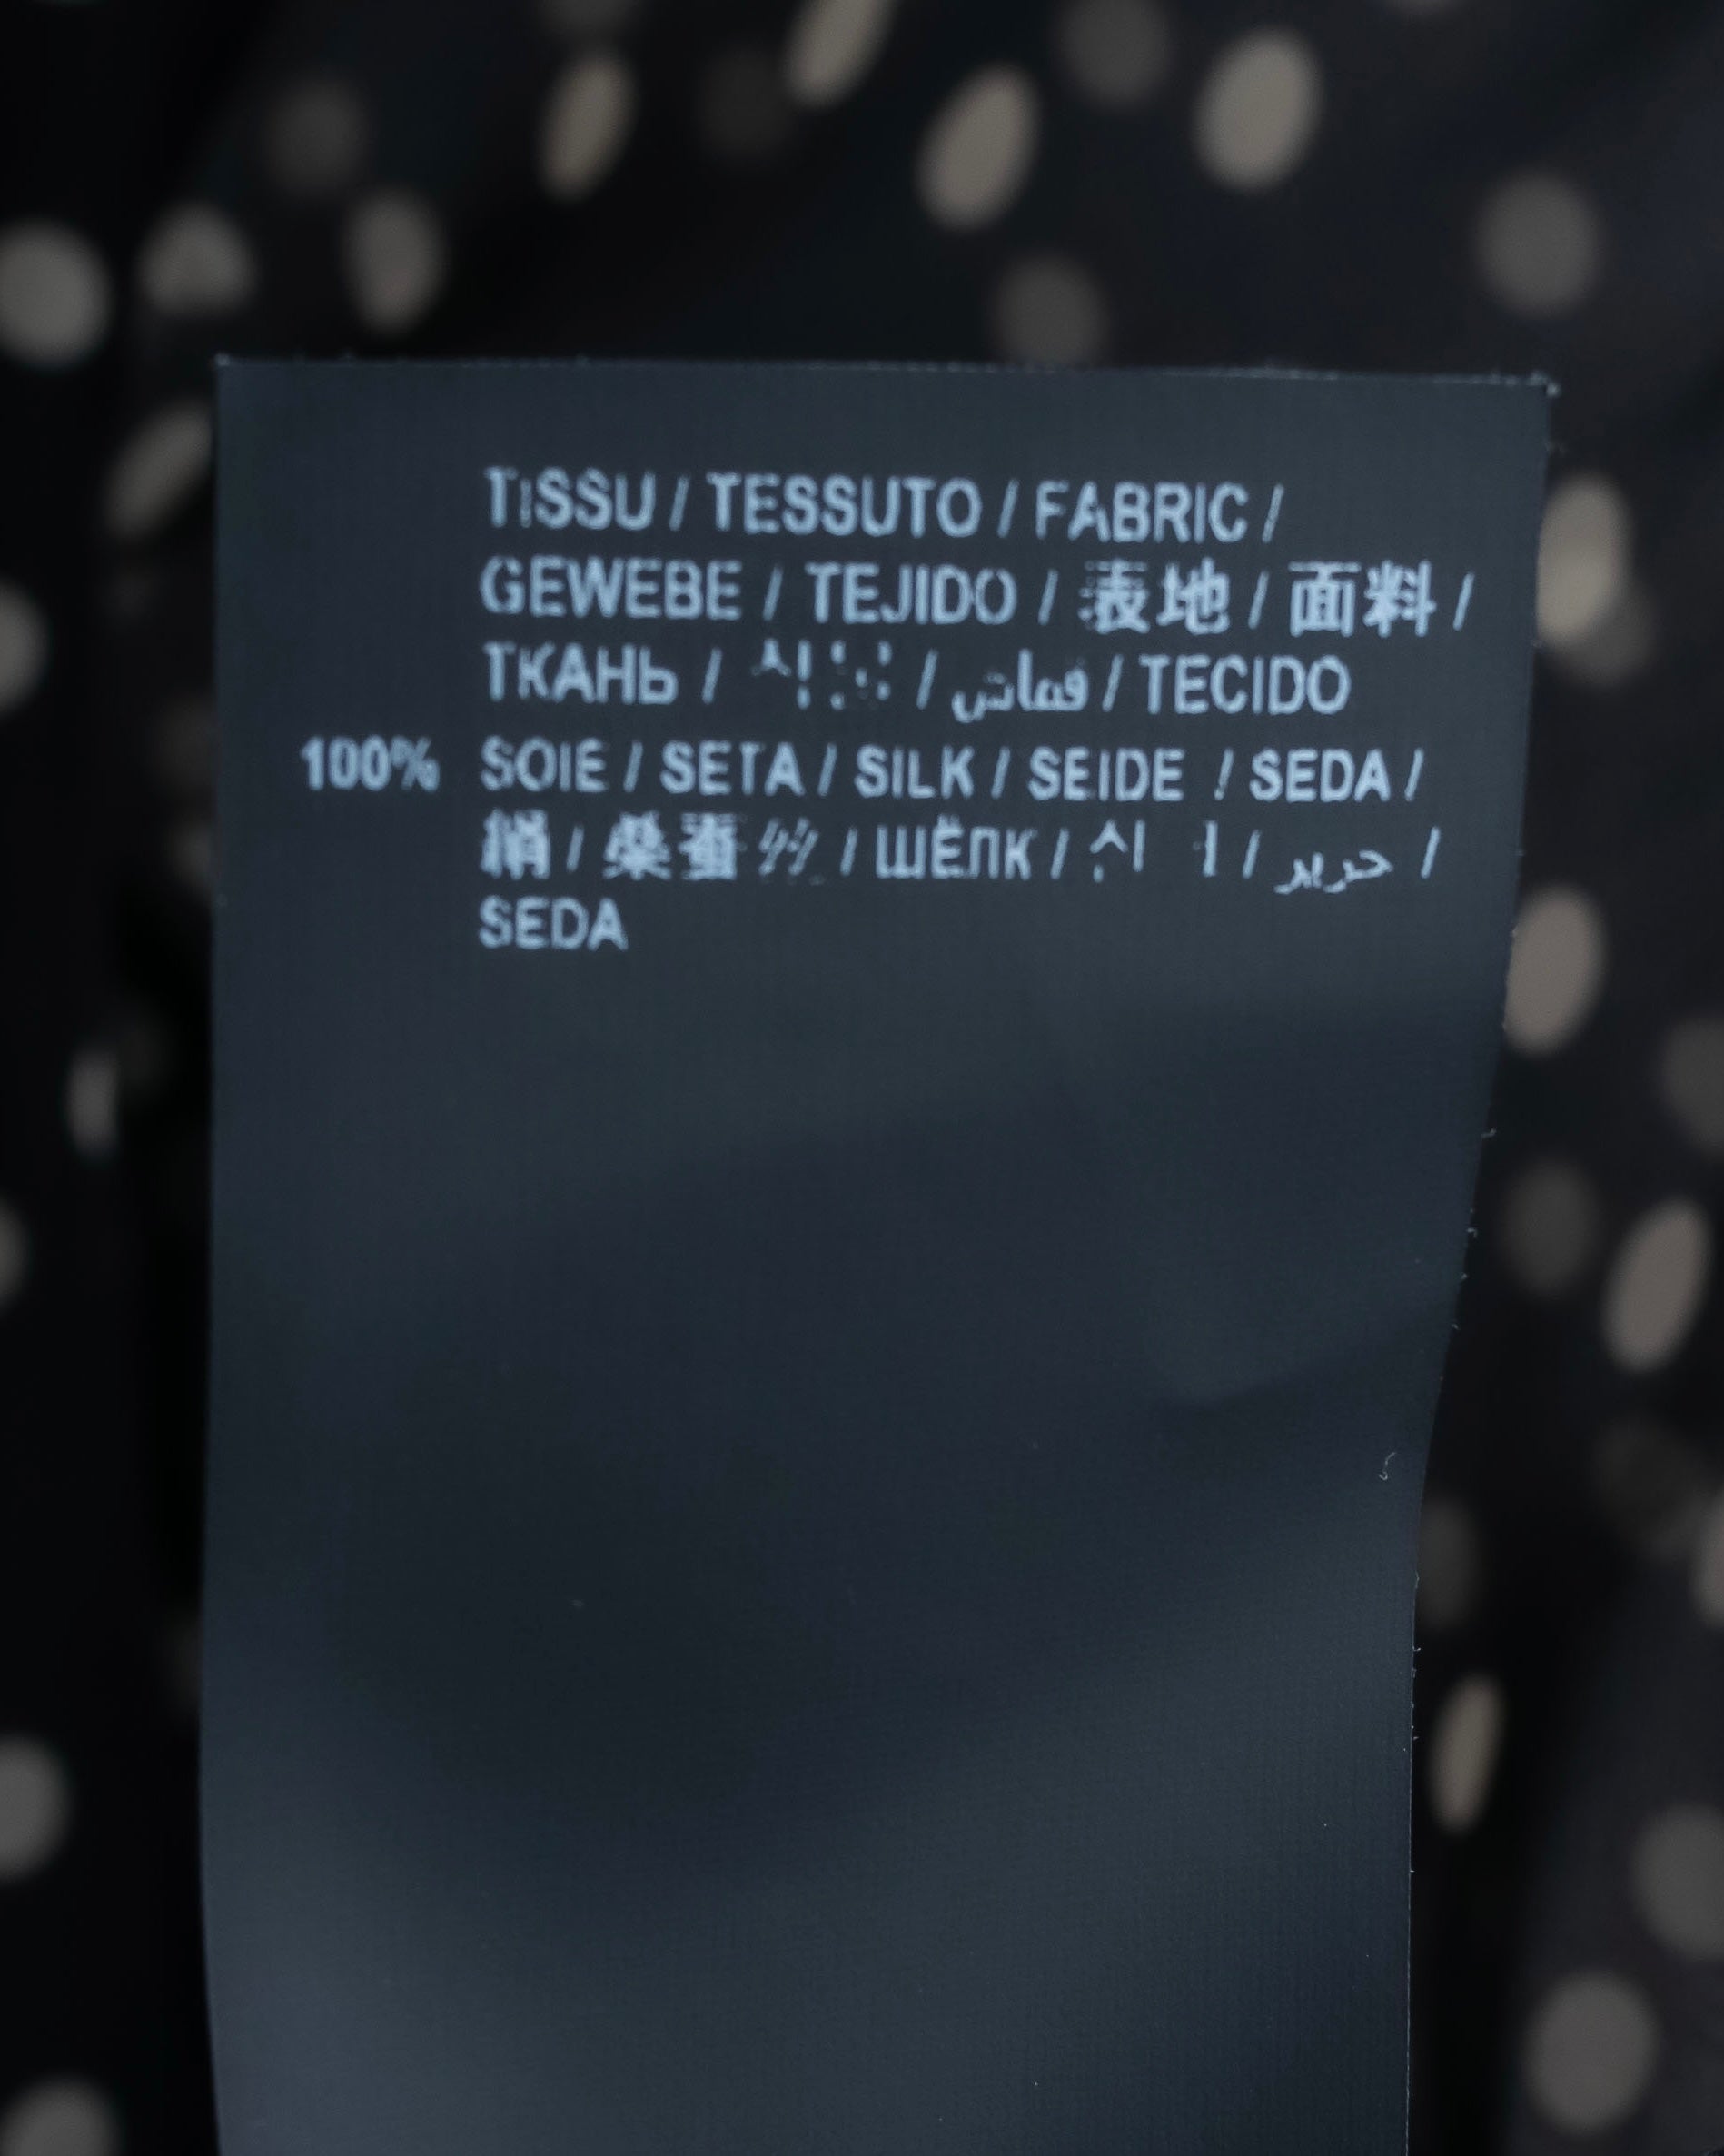 TISSU / TESSUTO / FABRIC /
GEWEBE / TEJIDO / 表地 / 面料 /
ТКАНЬ / / قماش / TECIDO
100% SOIE / SETA / SILK / SEIDE / SEDA /
絹 / 桑蚕丝 / ШЁЛК / / حرير /
SEDA